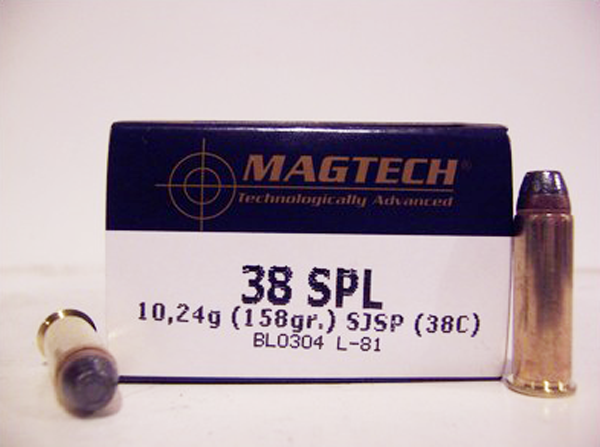 MAGTECH®
Technologically Advanced
38 SPL
10,24g (158gr.) SJSP (38C)
BL0304 L-81